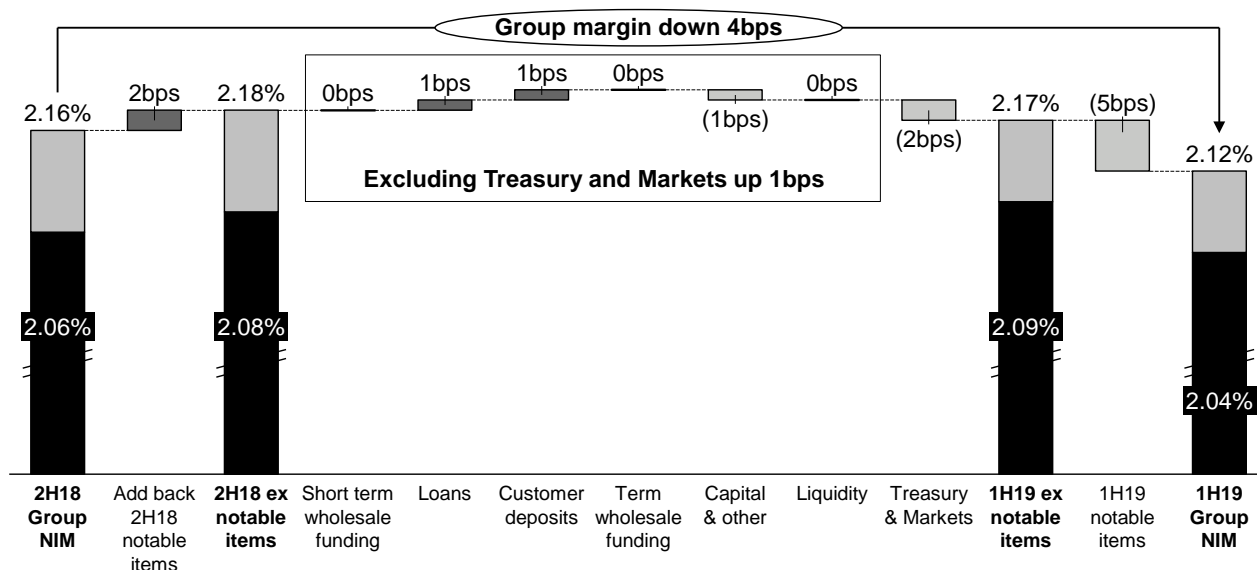 Group margin down 4bps
2.16%
2bps
2.18%
0bps
1bps
1bps
0bps
(1bps)
0bps
(2bps)
2.17%
(5bps)
2.12%
Excluding Treasury and Markets up 1bps
2.06%
2.08%
2.09%
2.04%
2H18
Group
NIM
Add back
2H18
notable
items
2H18 ex
notable
items
Short term
wholesale
funding
Loans
Customer
deposits
Term
wholesale
funding
Capital
& other
Liquidity
Treasury
& Markets
1H19 ex
notable
items
1H19
notable
items
1H19
Group
NIM